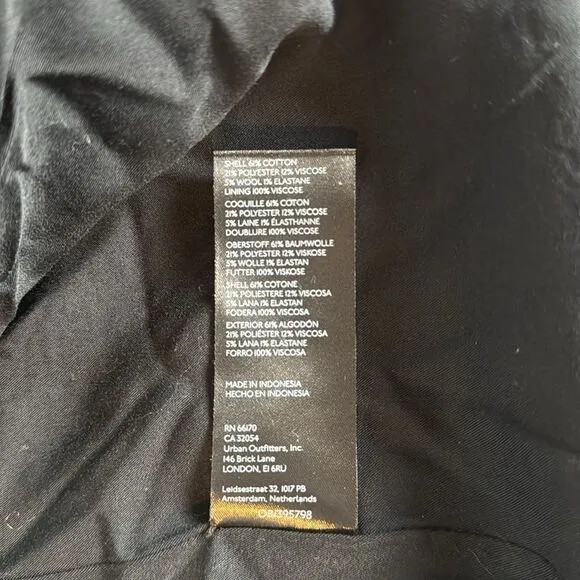 SHELL 61% COTTON
21% POLYESTER 12% VISCOSE
5% WOOL 1% ELASTANE
LINING 100% VISCOSE
COQUILLE 61% COTON
21% POLYESTER 12% VISCOSE
5% LAINE 1% ÉLASTHANNE
DOUBLURE 100% VISCOSE
OBERSTOFF 61% BAUMWOLLE
21% POLYESTER 12% VISKOSE
5% WOLLE 1% ELASTAN
FUTTER 100% VISKOSE
SHELL 61% COTONE
21% POLIESTERE 12% VISCOSA
5% LANA 1% ELASTAN
FODERA 100% VISCOSA
EXTERIOR 61% ALGODÓN
21% POLIÉSTER 12% VISCOSA
5% LANA 1% ELASTANE
FORRO 100% VISCOSA
MADE IN INDONESIA
HECHO EN INDONESIA
RN 66170
CA 32054
Urban Outfitters, Inc.
146 Brick Lane
LONDON, E1 6RU
Leidsestraat 32, 1017 PB
Amsterdam, Netherlands